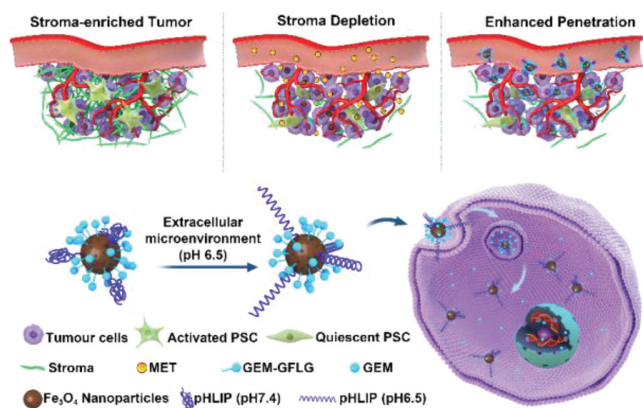 Stroma-enriched Tumor
Stroma Depletion
Enhanced Penetration
Extracellular
microenvironment
(pH 6.5)
Tumour cells
Activated PSC
Quiescent PSC
Stroma
MET
GEM-GFLG
GEM
Fe₃O₄ Nanoparticles
pHLIP (pH7.4)
pHLIP (pH6.5)